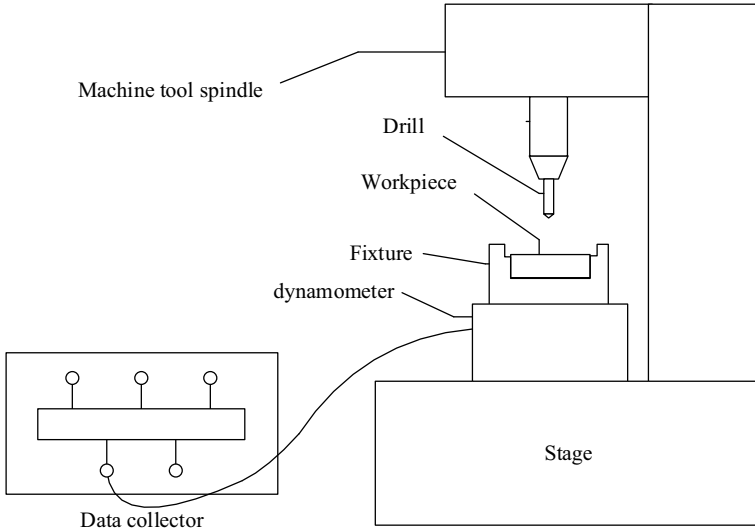 Machine tool spindle
Drill
Workpiece
Fixture
dynamometer
Stage
Data collector